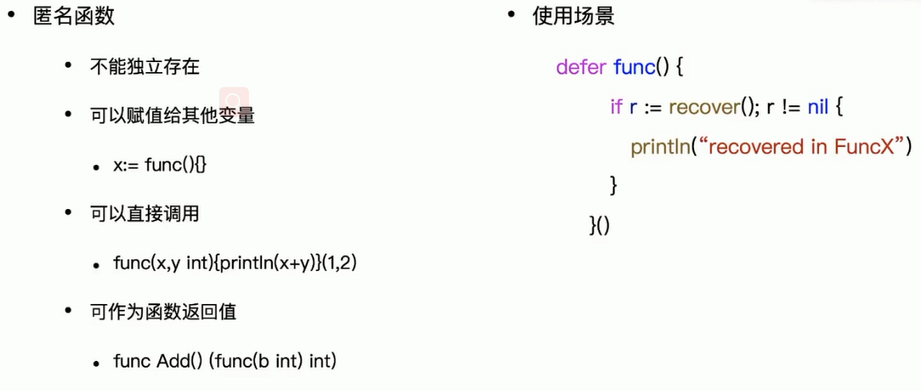 匿名函数
不能独立存在
可以赋值给其他变量
x:= func(){}
可以直接调用
func(x,y int){println(x+y)}(1,2)
可作为函数返回值
func Add() (func(b int) int)
使用场景
defer func() {
if r := recover(); r != nil {
println(“recovered in FuncX”)
}
}()